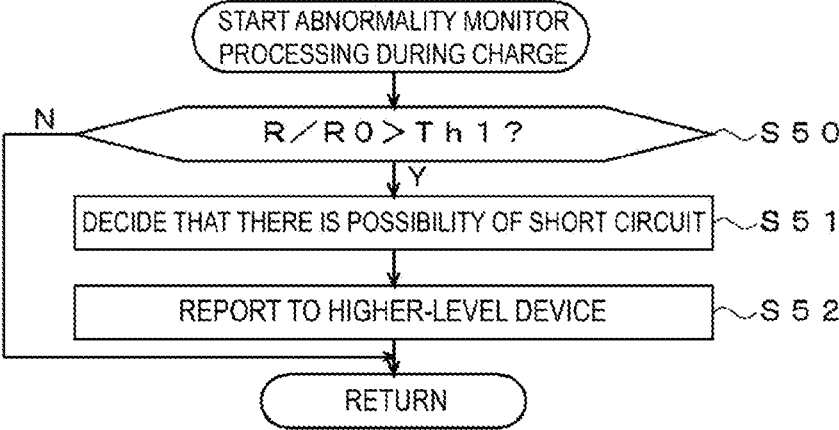 START ABNORMALITY MONITOR
PROCESSING DURING CHARGE
N
R/R0>Th1?
S50
Y
DECIDE THAT THERE IS POSSIBILITY OF SHORT CIRCUIT
S51
REPORT TO HIGHER-LEVEL DEVICE
S52
RETURN